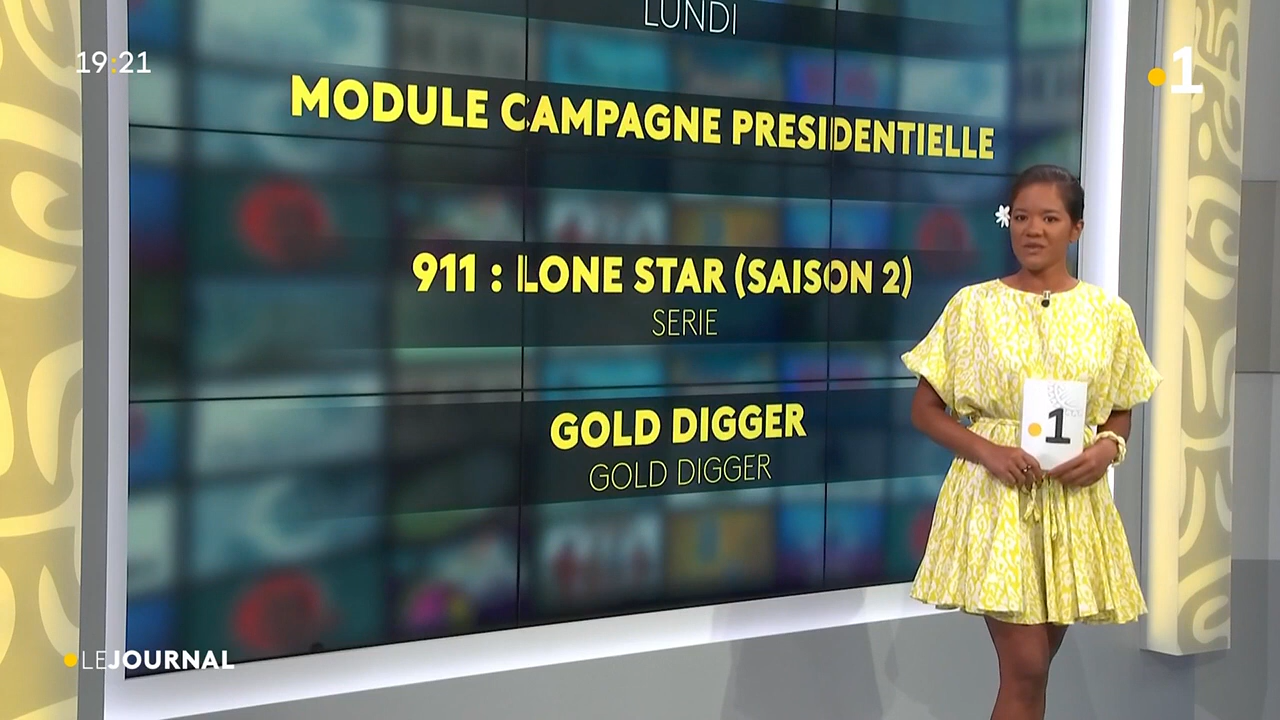 LUNDI
19:21
1
MODULE CAMPAGNE PRESIDENTIELLE
911 : LONE STAR (SAISON 2)
SERIE
GOLD DIGGER
GOLD DIGGER
1
LEJOURNAL